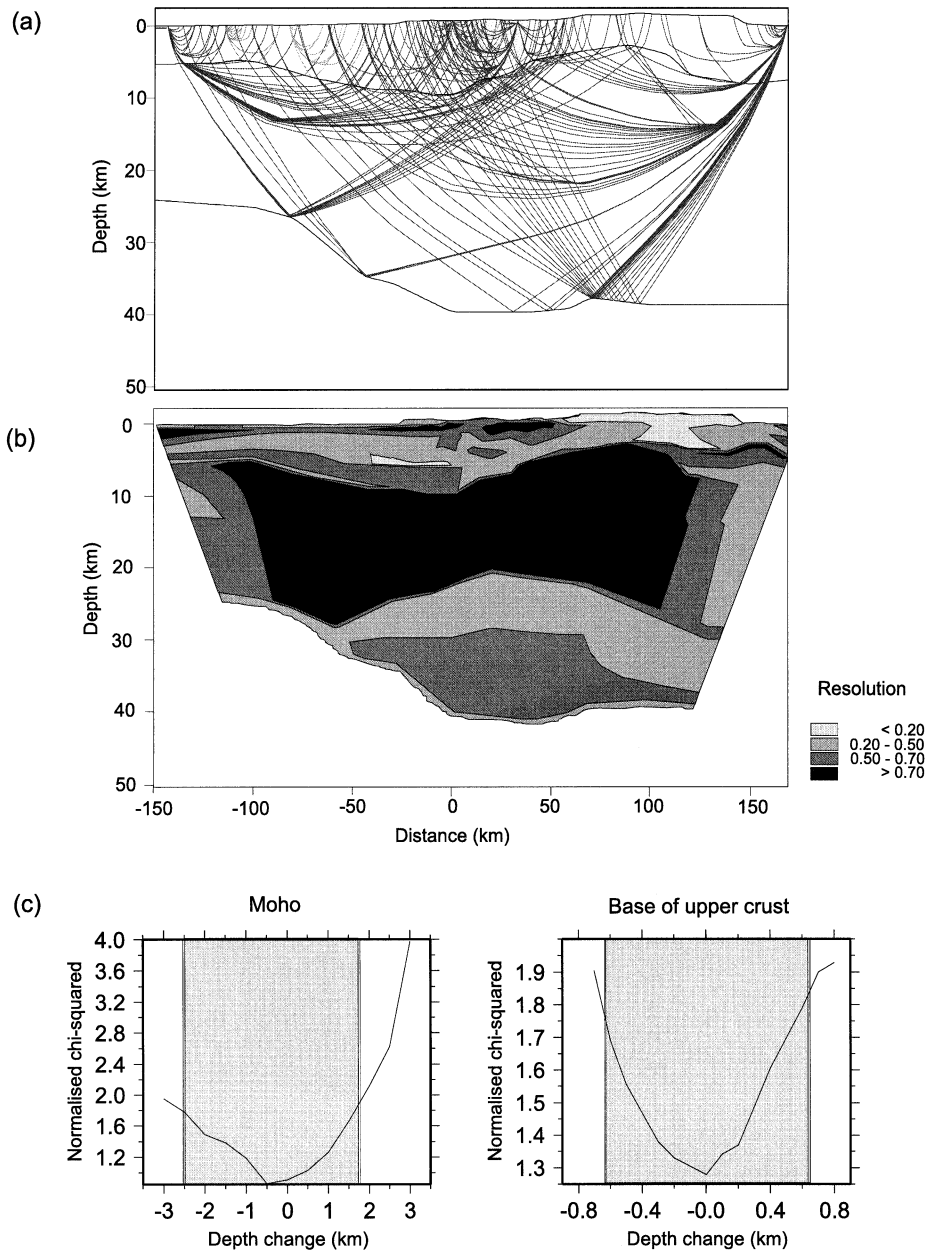 (a)
0
10
20
30
40
50
Depth (km)
(b)
0
10
20
30
40
50
Depth (km)
-150 -100 -50 0 50 100 150
Distance (km)
Resolution
< 0.20
0.20 - 0.50
0.50 - 0.70
> 0.70
(c)
Moho
4.0
3.6
3.2
2.8
2.4
2.0
1.6
1.2
Normalised chi-squared
-3 -2 -1 0 1 2 3
Depth change (km)
Base of upper crust
1.9
1.8
1.7
1.6
1.5
1.4
1.3
Normalised chi-squared
-0.8 -0.4 -0.0 0.4 0.8
Depth change (km)